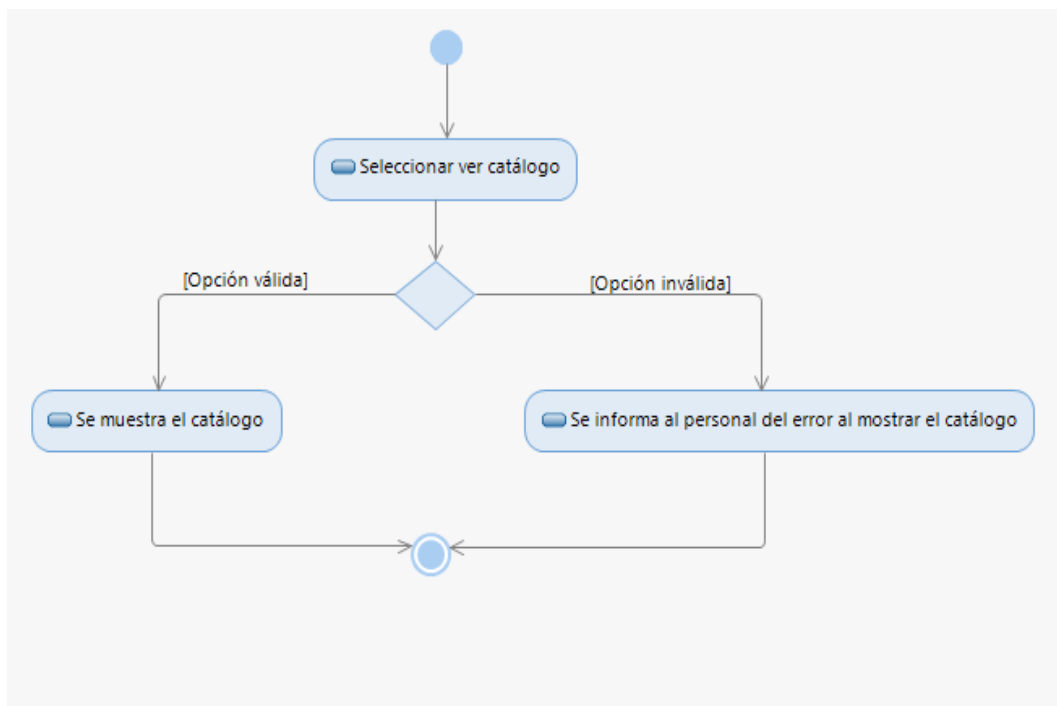 Seleccionar ver catálogo
[Opción válida]
[Opción inválida]
Se muestra el catálogo
Se informa al personal del error al mostrar el catálogo